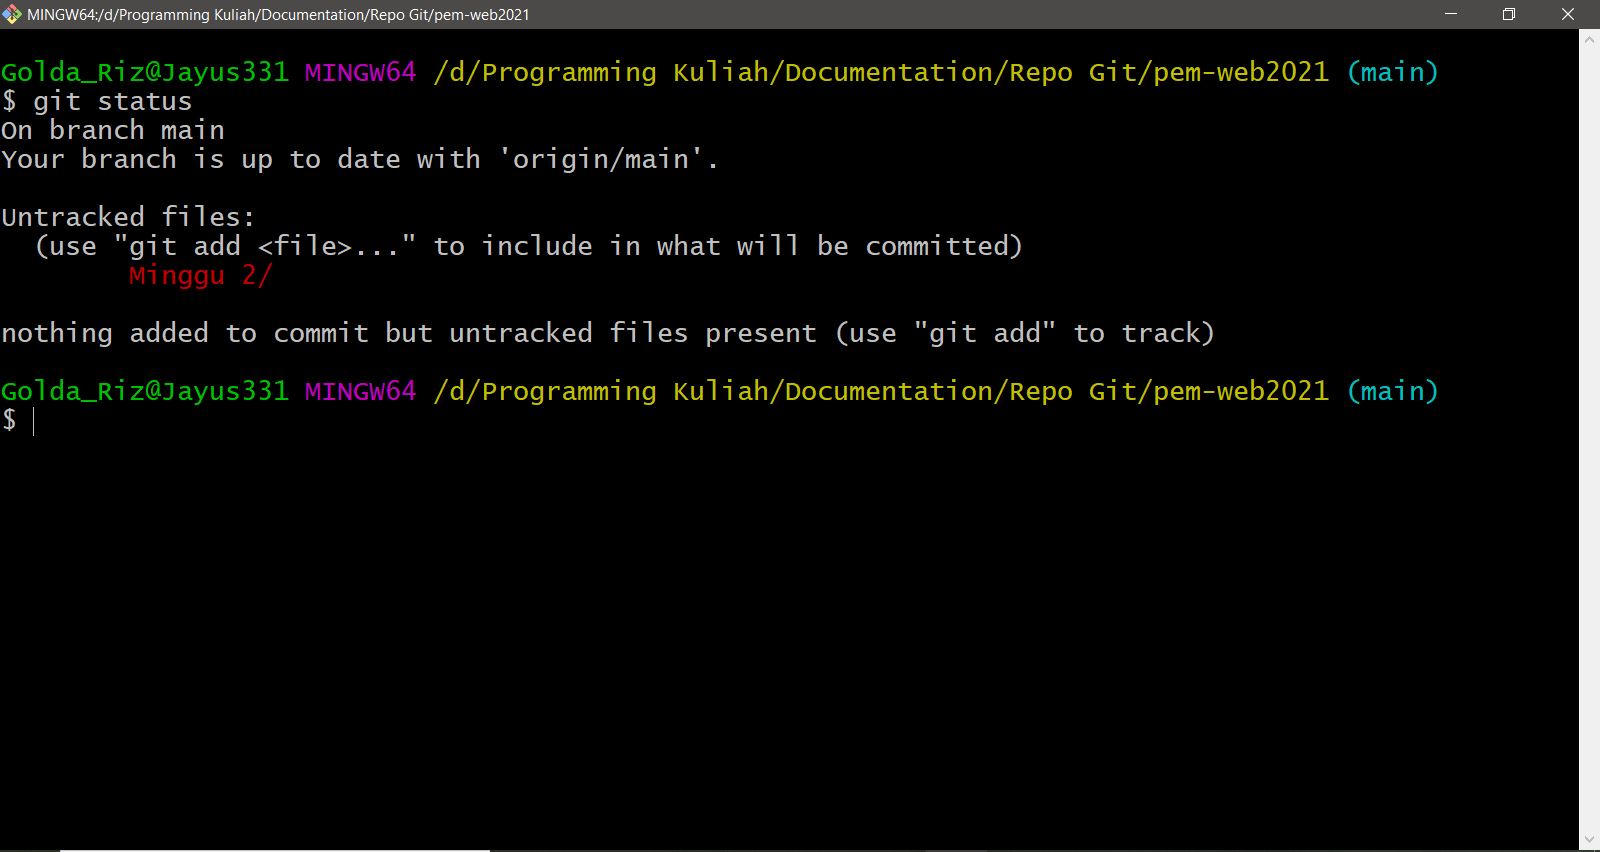 MINGW64:/d/Programming Kuliah/Documentation/Repo Git/pem-web2021
Golda_Riz@Jayus331 MINGW64 /d/Programming Kuliah/Documentation/Repo Git/pem-web2021 (main)
$ git status
On branch main
Your branch is up to date with 'origin/main'.
Untracked files:
  (use "git add <file>..." to include in what will be committed)
        Minggu 2/
nothing added to commit but untracked files present (use "git add" to track)
Golda_Riz@Jayus331 MINGW64 /d/Programming Kuliah/Documentation/Repo Git/pem-web2021 (main)
$